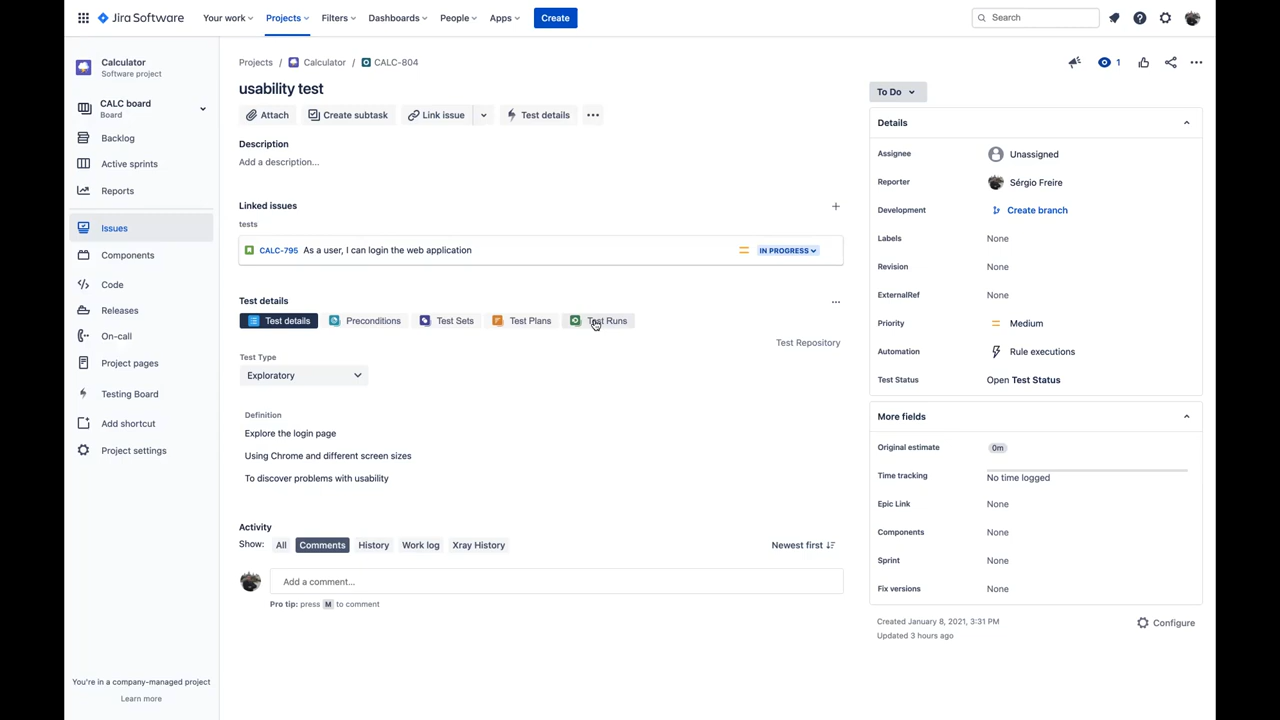 Jira Software Your work Projects Filters Dashboards People Apps Create Search
Calculator
Software project
CALC board
Board
Backlog
Active sprints
Reports
Issues
Components
Code
Releases
On-call
Project pages
Testing Board
Add shortcut
Project settings
You're in a company-managed project
Learn more
Projects / Calculator / CALC-804
1
usability test
Attach Create subtask Link issue Test details
Description
Add a description...
Linked issues
tests
CALC-795 As a user, I can login the web application IN PROGRESS
Test details
Test details Preconditions Test Sets Test Plans Test Runs
Test Repository
Test Type
Exploratory
Definition
Explore the login page
Using Chrome and different screen sizes
To discover problems with usability
Activity
Show: All Comments History Work log Xray History Newest first
Add a comment...
Pro tip: press M to comment
To Do
Details
Assignee Unassigned
Reporter Sérgio Freire
Development Create branch
Labels None
Revision None
ExternalRef None
Priority Medium
Automation Rule executions
Test Status Open Test Status
More fields
Original estimate 0m
Time tracking No time logged
Epic Link None
Components None
Sprint None
Fix versions None
Created January 8, 2021, 3:31 PM
Updated 3 hours ago
Configure